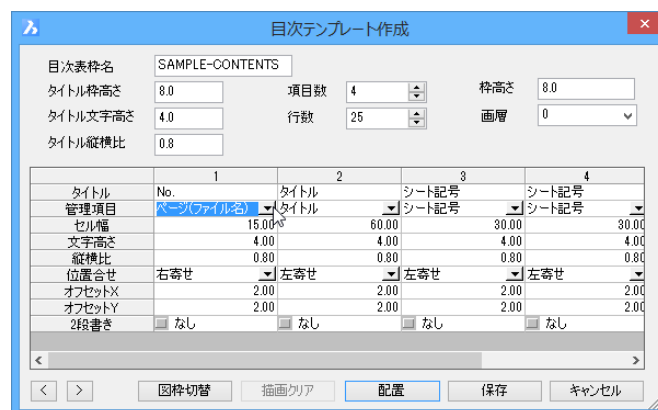 目次テンプレート作成
目次表枠名 SAMPLE-CONTENTS
タイトル枠高さ 8.0 項目数 4 枠高さ 8.0
タイトル文字高さ 4.0 行数 25 画層 0
タイトル縦横比 0.8
1 2 3 4
タイトル No. タイトル シート記号 シート記号
管理項目 ページ(ファイル名) タイトル シート記号 シート記号
セル幅 15.00 60.00 30.00 30.00
文字高さ 4.00 4.00 4.00 4.00
縦横比 0.80 0.80 0.80 0.80
位置合せ 右寄せ 左寄せ 左寄せ 左寄せ
オフセットX 2.00 2.00 2.00 2.00
オフセットY 2.00 2.00 2.00 2.00
2段書き なし なし なし なし
< > 図枠切替 描画クリア 配置 保存 キャンセル